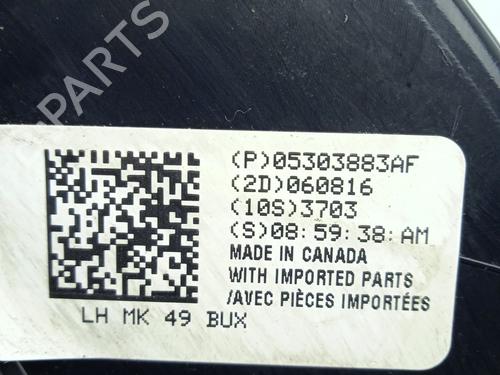 B-PARTS
(P)05303883AF
(2D)060816
(10S)3703
(S)08:59:38:AM
MADE IN CANADA
WITH IMPORTED PARTS
/AVEC PIÈCES IMPORTÉES
LH MK 49 BUX